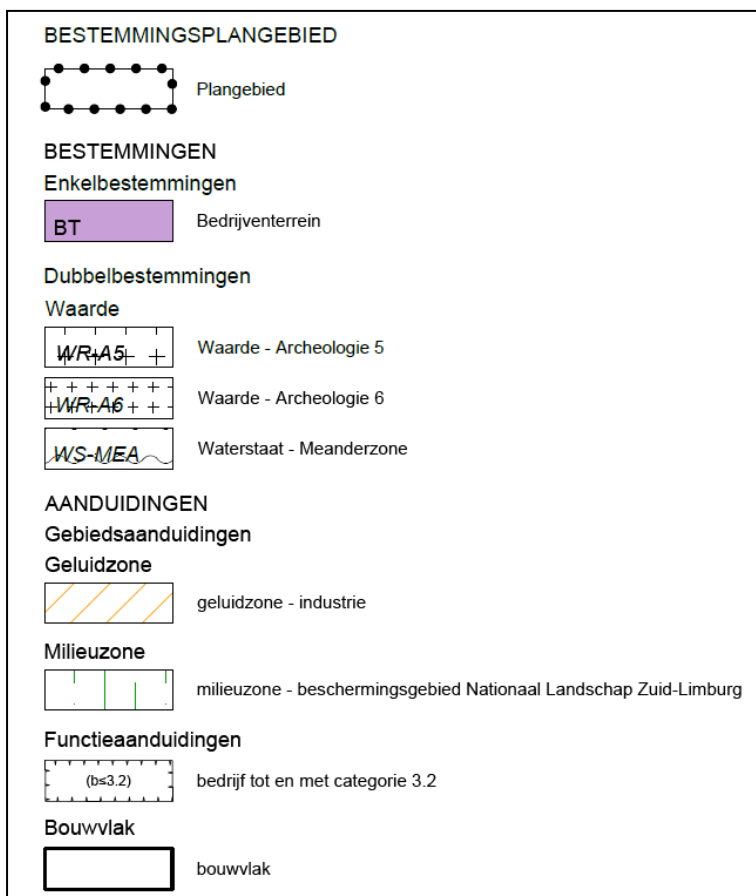 BESTEMMINGSPLANGEBIED
Plangebied
BESTEMMINGEN
Enkelbestemmingen
BT Bedrijventerrein
Dubbelbestemmingen
Waarde
WR-A5 Waarde - Archeologie 5
WR-A6 Waarde - Archeologie 6
WS-MEA Waterstaat - Meanderzone
AANDUIDINGEN
Gebiedsaanduidingen
Geluidzone
geluidzone - industrie
Milieuzone
milieuzone - beschermingsgebied Nationaal Landschap Zuid-Limburg
Functieaanduidingen
(b≤3.2) bedrijf tot en met categorie 3.2
Bouwvlak
bouwvlak